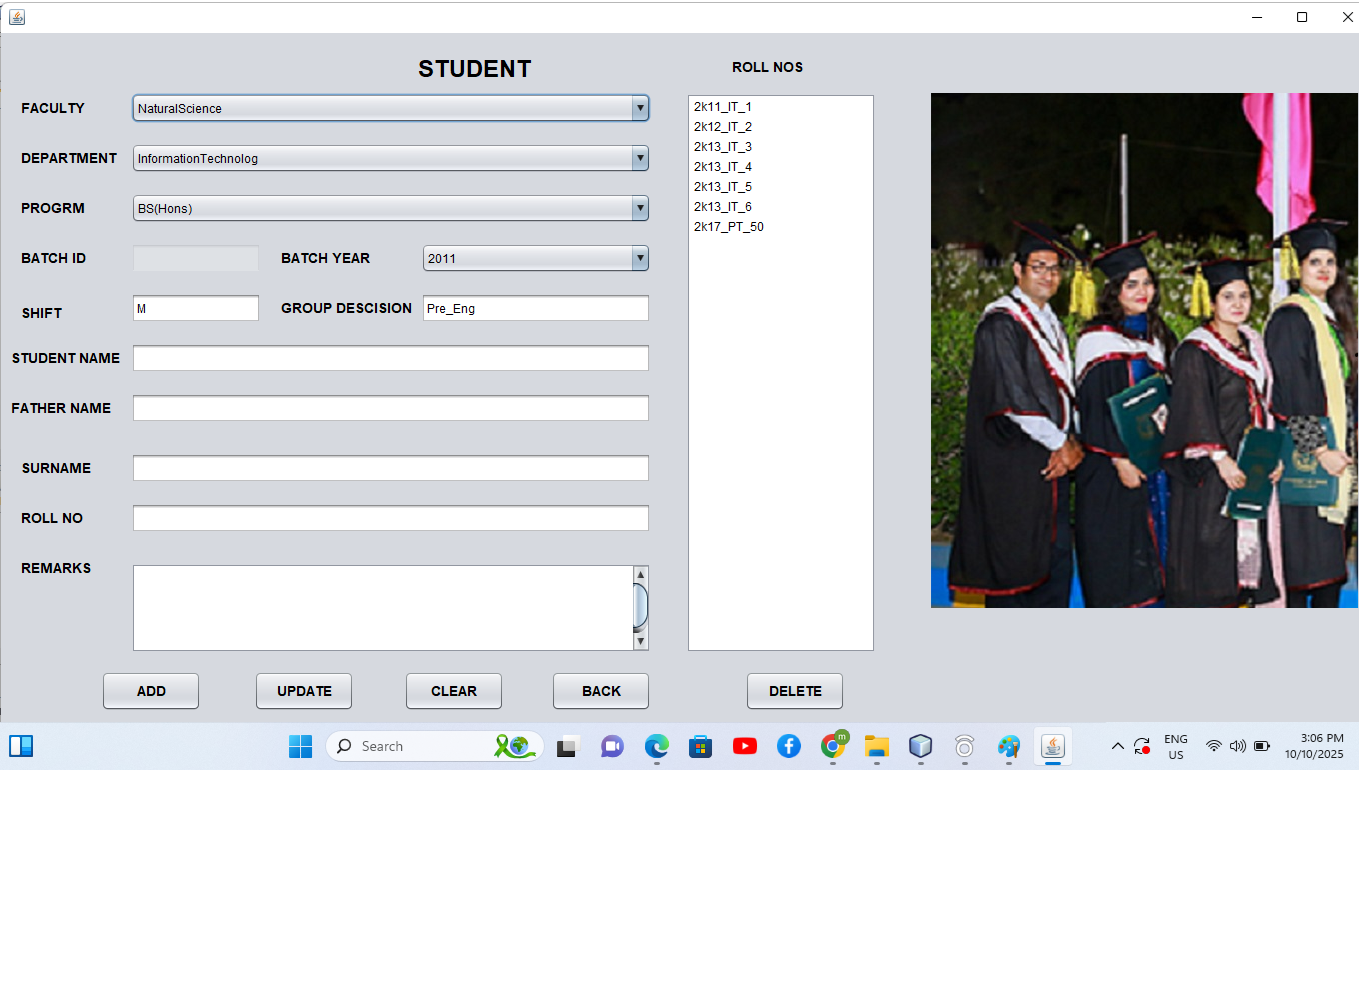 STUDENT
ROLL NOS
FACULTY NaturalScience
DEPARTMENT InformationTechnolog
PROGRM BS(Hons)
BATCH ID BATCH YEAR 2011
SHIFT M GROUP DESCISION Pre_Eng
STUDENT NAME
FATHER NAME
SURNAME
ROLL NO
REMARKS
2k11_IT_1
2k12_IT_2
2k13_IT_3
2k13_IT_4
2k13_IT_5
2k13_IT_6
2k17_PT_50
ADD UPDATE CLEAR BACK DELETE
Search
m
ENG
US
3:06 PM
10/10/2025